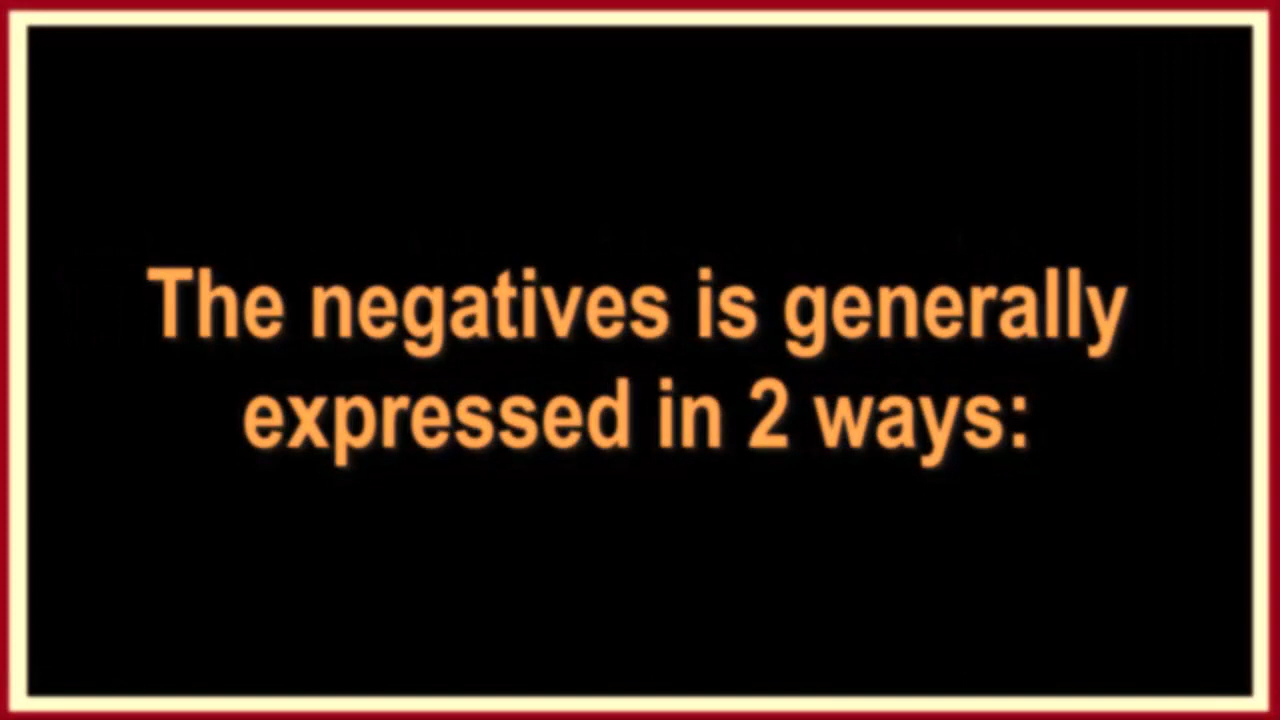 The negatives is generally
expressed in 2 ways: